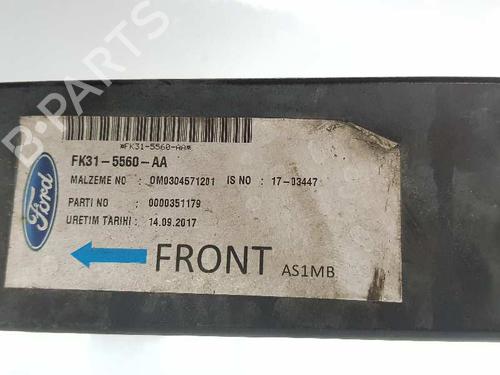 *FK31-5560-AA*
FK31-5560-AA
MALZEME NO : OM0304571201 IS NO : 17-03447
PARTI NO : 0000351179
URETIM TARIHI : 14.09.2017
Ford
FRONT AS1MB
B-PARTS